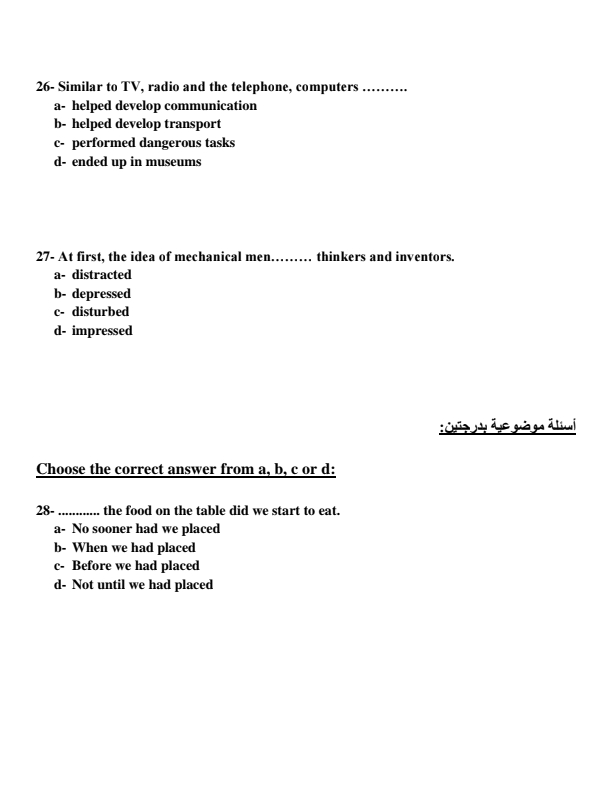 26- Similar to TV, radio and the telephone, computers ……….
a- helped develop communication
b- helped develop transport
c- performed dangerous tasks
d- ended up in museums
27- At first, the idea of mechanical men……… thinkers and inventors.
a- distracted
b- depressed
c- disturbed
d- impressed
أسئلة موضوعية بدرجتين:
Choose the correct answer from a, b, c or d:
28- ............ the food on the table did we start to eat.
a- No sooner had we placed
b- When we had placed
c- Before we had placed
d- Not until we had placed